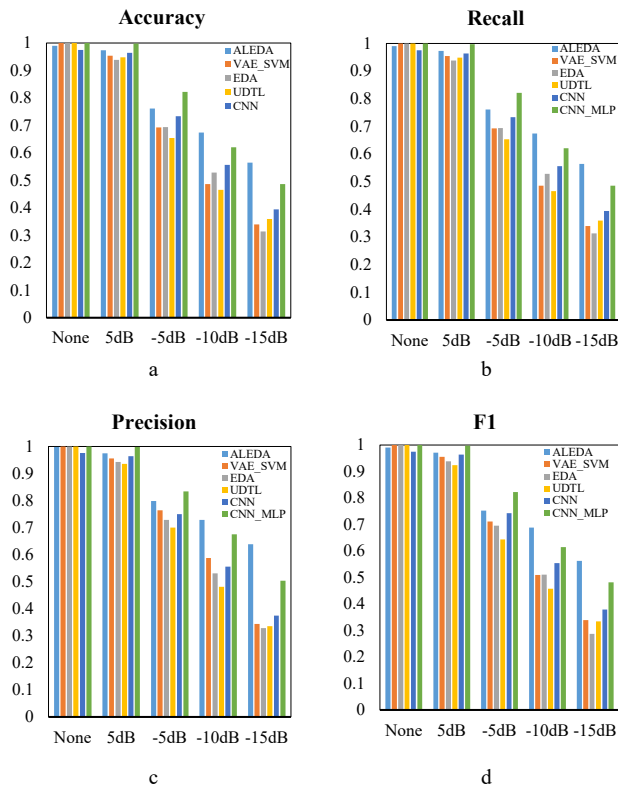 Accuracy
1
0.9
0.8
0.7
0.6
0.5
0.4
0.3
0.2
0.1
0
ALEDA
VAE_SVM
EDA
UDTL
CNN
None 5dB -5dB -10dB -15dB
a
Recall
1
0.9
0.8
0.7
0.6
0.5
0.4
0.3
0.2
0.1
0
ALEDA
VAE_SVM
EDA
UDTL
CNN
CNN_MLP
None 5dB -5dB -10dB -15dB
b
Precision
1
0.9
0.8
0.7
0.6
0.5
0.4
0.3
0.2
0.1
0
ALEDA
VAE_SVM
EDA
UDTL
CNN
CNN_MLP
None 5dB -5dB -10dB -15dB
c
F1
1
0.9
0.8
0.7
0.6
0.5
0.4
0.3
0.2
0.1
0
ALEDA
VAE_SVM
EDA
UDTL
CNN
CNN_MLP
None 5dB -5dB -10dB -15dB
d